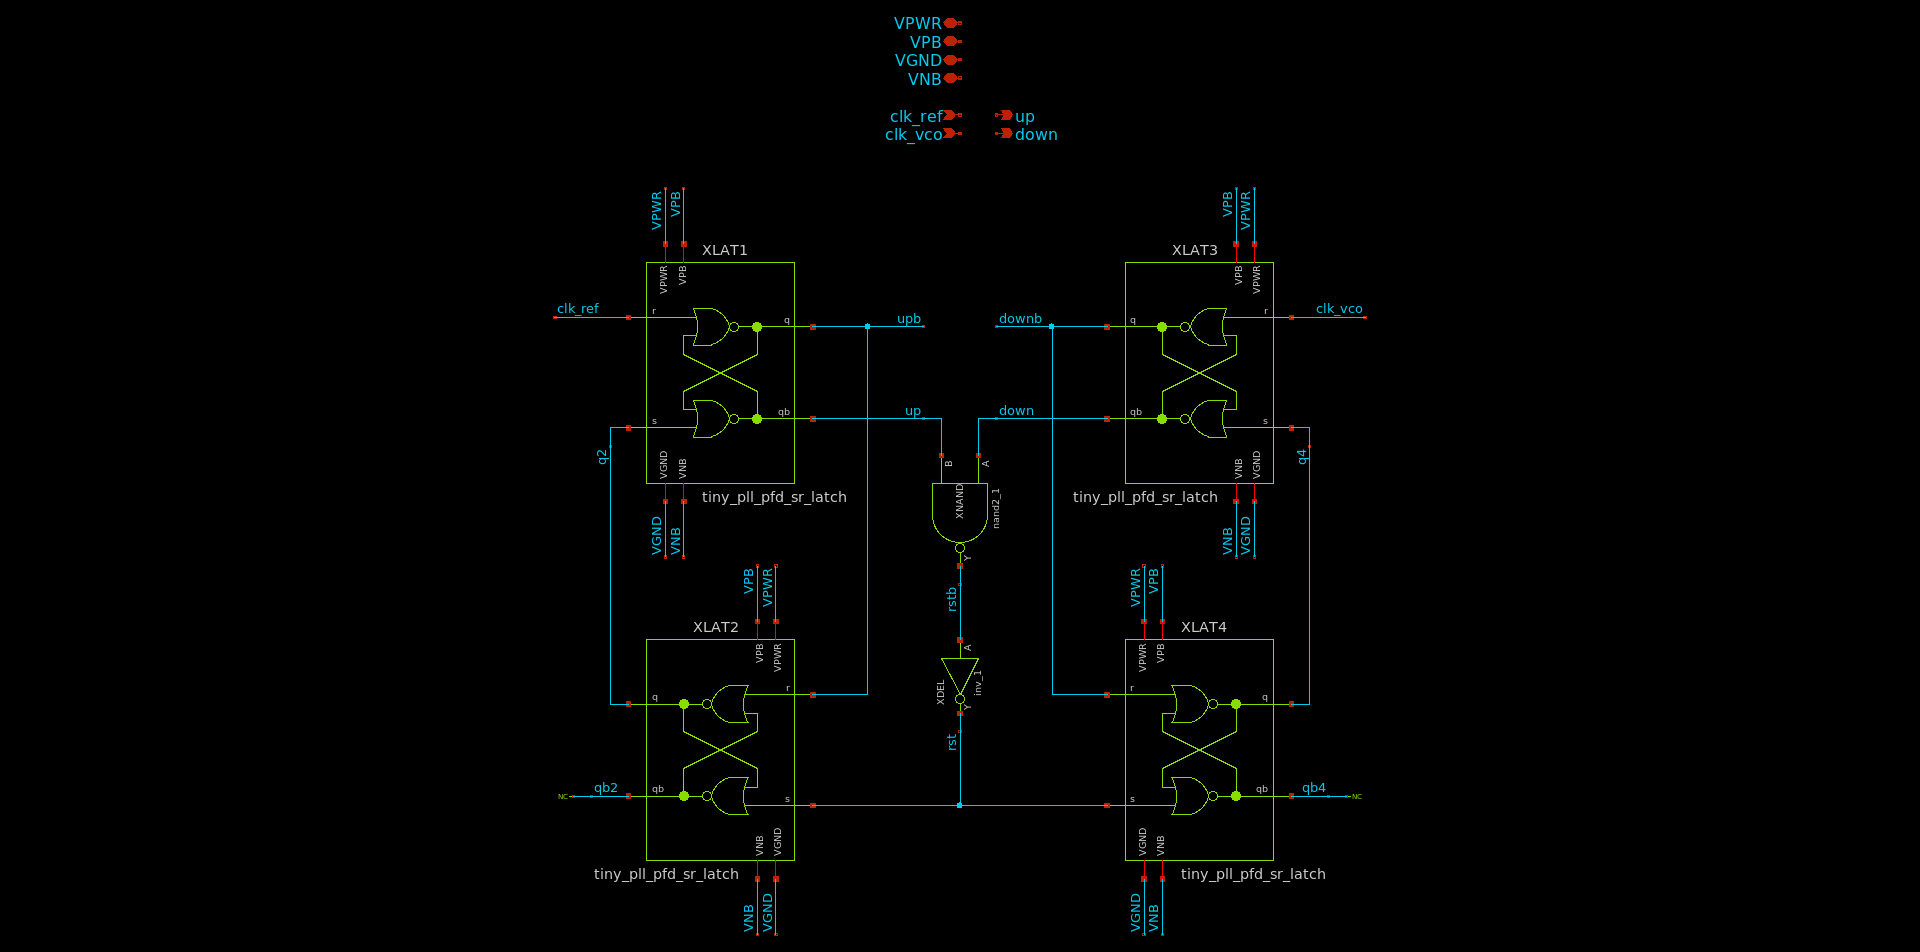 VPWR
VPB
VGND
VNB
clk_ref up
clk_vco down
VPWR VPB
VPB VPWR
XLAT1
XLAT3
VPWR VPB
VPB VPWR
clk_ref r
q upb
downb q
r clk_vco
qb up
down qb
s
s
q2
q4
VGND VNB
VNB VGND
B A
XNAND
nand2_1
Y
tiny_pll_pfd_sr_latch
tiny_pll_pfd_sr_latch
VGND VNB
VNB VGND
VPB VPWR
VPWR VPB
rstb
XLAT2
XLAT4
VPB VPWR
VPWR VPB
A
XDEL
inv_1
Y
q r
r q
rst
NC qb2 qb s
s qb qb4 NC
VNB VGND
VGND VNB
tiny_pll_pfd_sr_latch
tiny_pll_pfd_sr_latch
VNB VGND
VGND VNB